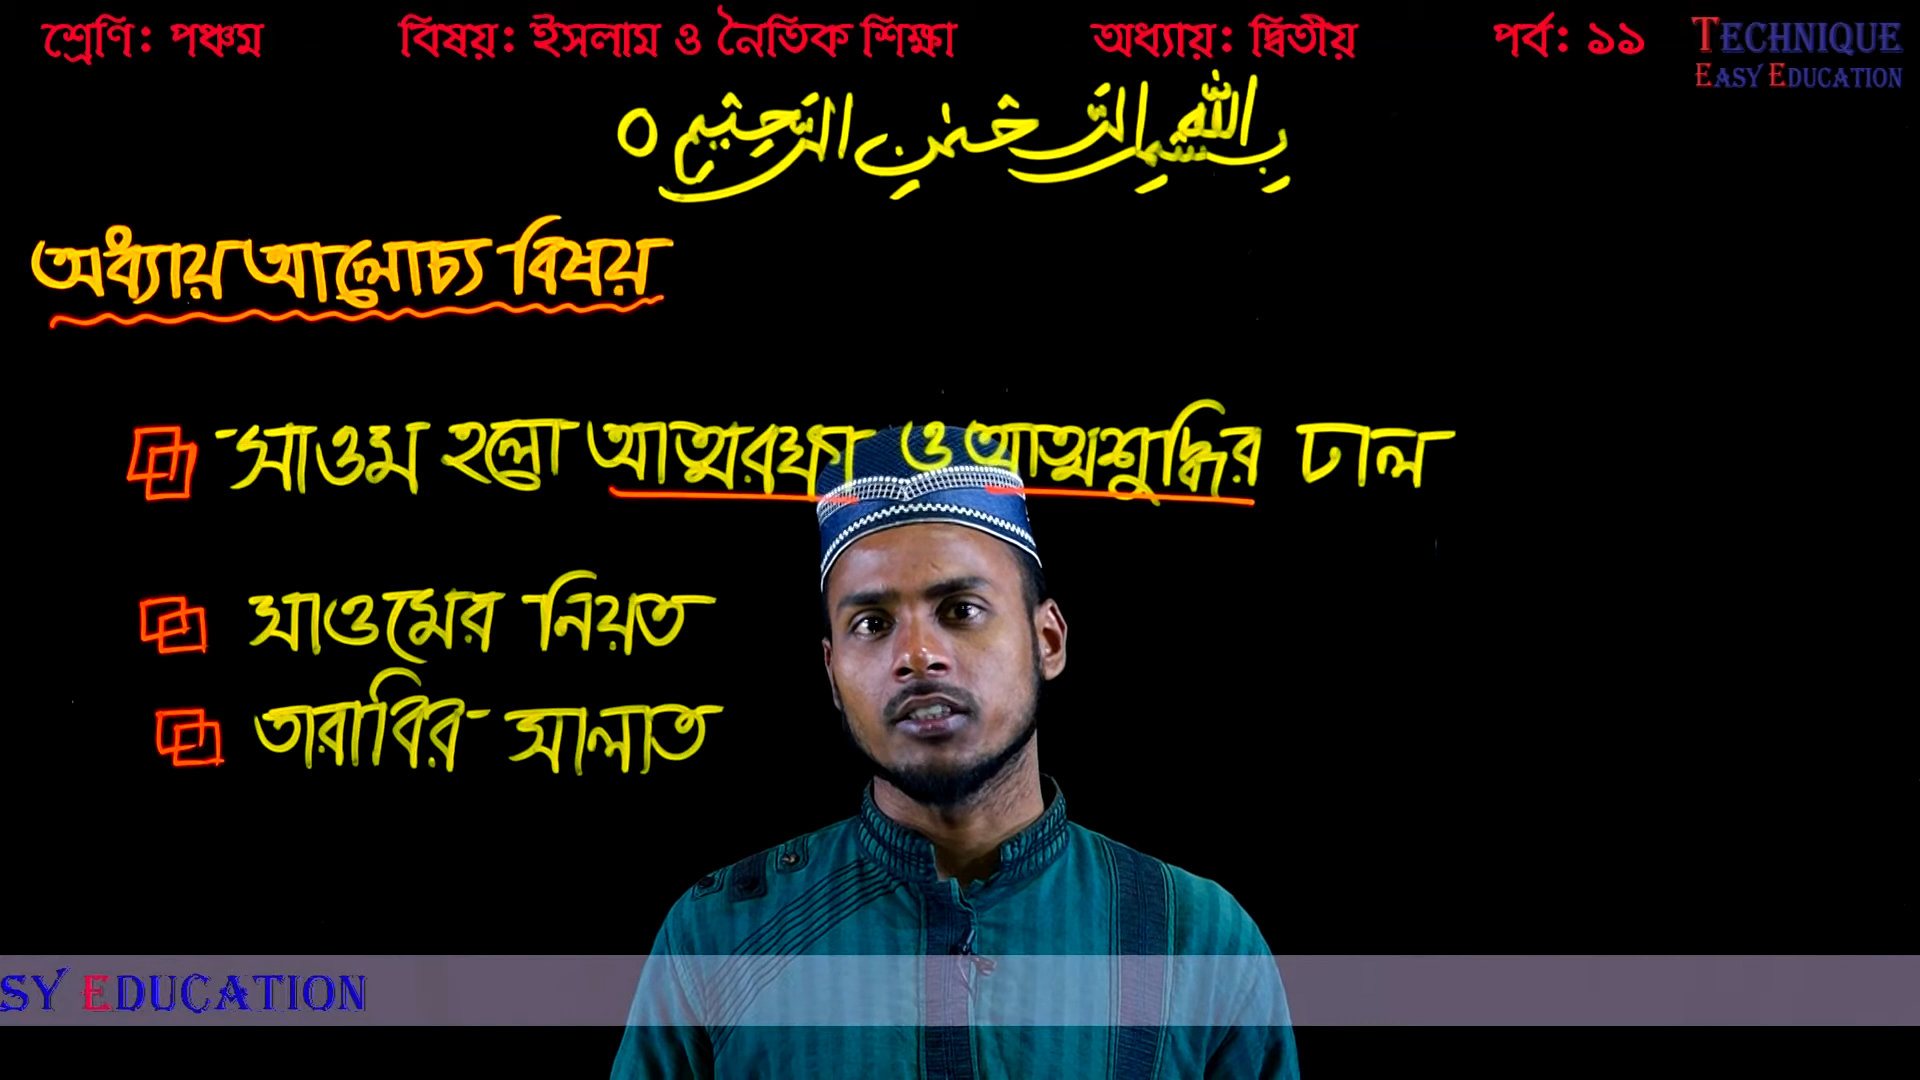 শ্রেণি: পঞ্চম বিষয়: ইসলাম ও নৈতিক শিক্ষা অধ্যায়: দ্বিতীয় পর্ব: ১১ TECHNIQUE
EASY EDUCATION
بِسْمِ اللّٰهِ الرَّحْمٰنِ الرَّحِيْمِ ۝
অধ্যায় আলোচ্য বিষয়
সাওম হলো আত্মরক্ষা ও আত্মশুদ্ধির ঢাল
সাওমের নিয়ত
তারাবির সালাত
SY EDUCATION